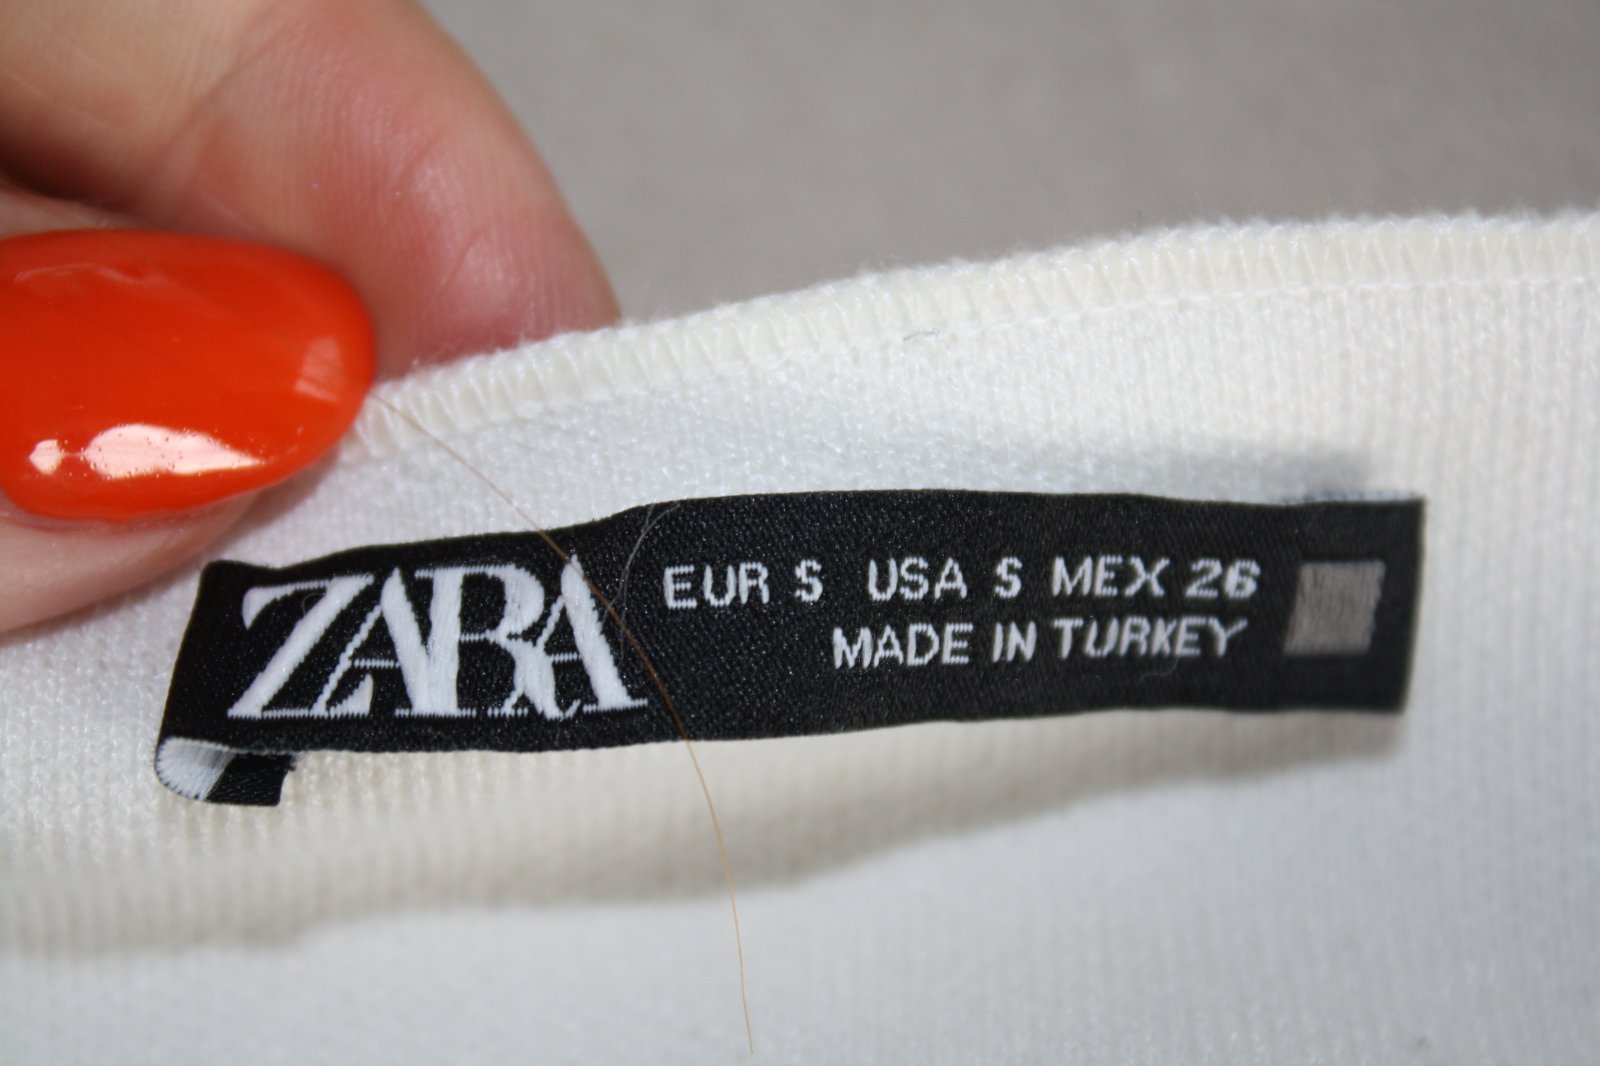 ZARA
EUR S USA S MEX 26
MADE IN TURKEY